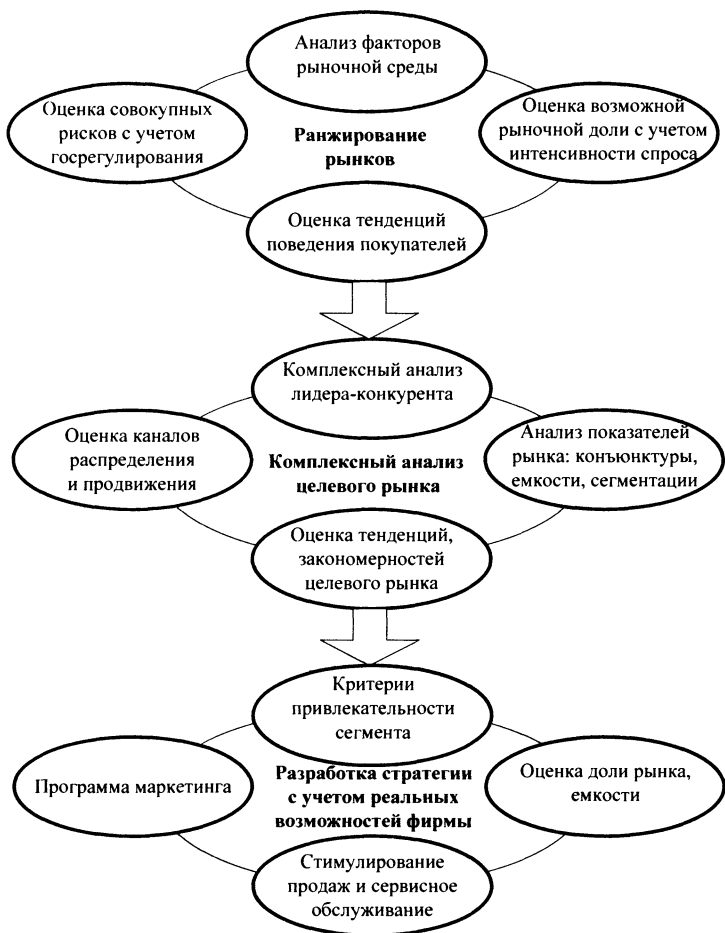 Анализ факторов
рыночной среды
Оценка совокупных
рисков с учетом
госрегулирования
Ранжирование
рынков
Оценка возможной
рыночной доли с учетом
интенсивности спроса
Оценка тенденций
поведения покупателей
Комплексный анализ
лидера-конкурента
Оценка каналов
распределения
и продвижения
Комплексный анализ
целевого рынка
Анализ показателей
рынка: конъюнктуры,
емкости, сегментации
Оценка тенденций,
закономерностей
целевого рынка
Критерии
привлекательности
сегмента
Программа маркетинга
Разработка стратегии
с учетом реальных
возможностей фирмы
Оценка доли рынка,
емкости
Стимулирование
продаж и сервисное
обслуживание